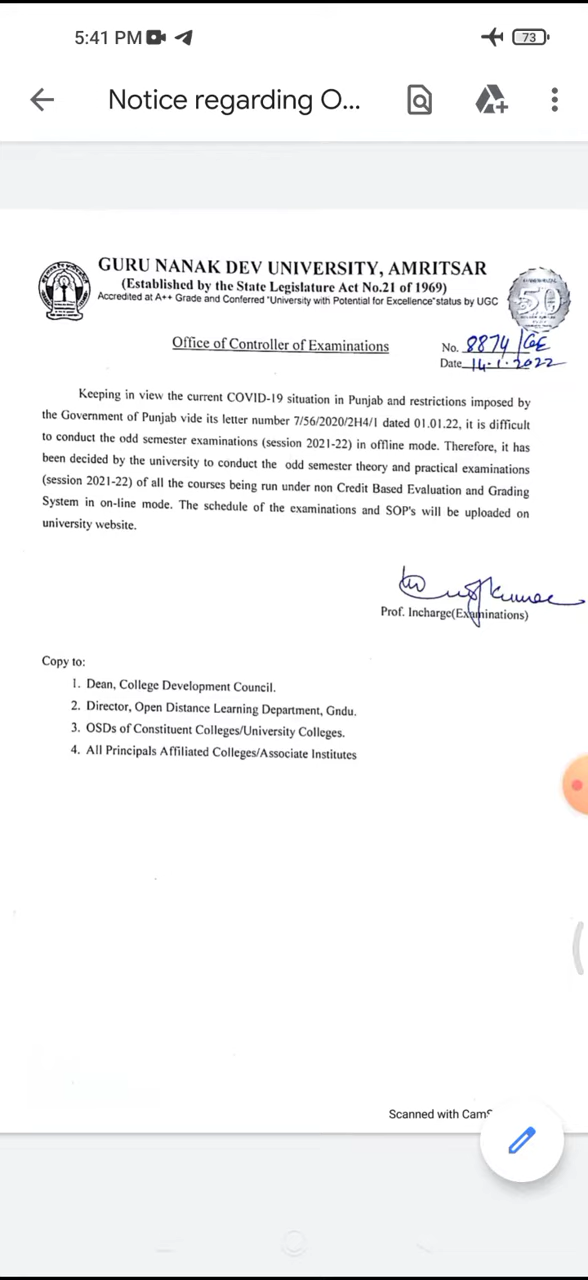 5:41 PM
73
Notice regarding O...
GURU NANAK DEV UNIVERSITY, AMRITSAR
(Established by the State Legislature Act No.21 of 1969)
Accredited at A++ Grade and Conferred "University with Potential for Excellence"status by UGC
50
Office of Controller of Examinations
No. 8874/COE
Date 14.1.2022
Keeping in view the current COVID-19 situation in Punjab and restrictions imposed by
the Government of Punjab vide its letter number 7/56/2020/2H4/1 dated 01.01.22, it is difficult
to conduct the odd semester examinations (session 2021-22) in offline mode. Therefore, it has
been decided by the university to conduct the odd semester theory and practical examinations
(session 2021-22) of all the courses being run under non Credit Based Evaluation and Grading
System in on-line mode. The schedule of the examinations and SOP's will be uploaded on
university website.
Prof. Incharge(Examinations)
Copy to:
1. Dean, College Development Council.
2. Director, Open Distance Learning Department, Gndu.
3. OSDs of Constituent Colleges/University Colleges.
4. All Principals Affiliated Colleges/Associate Institutes
Scanned with CamS